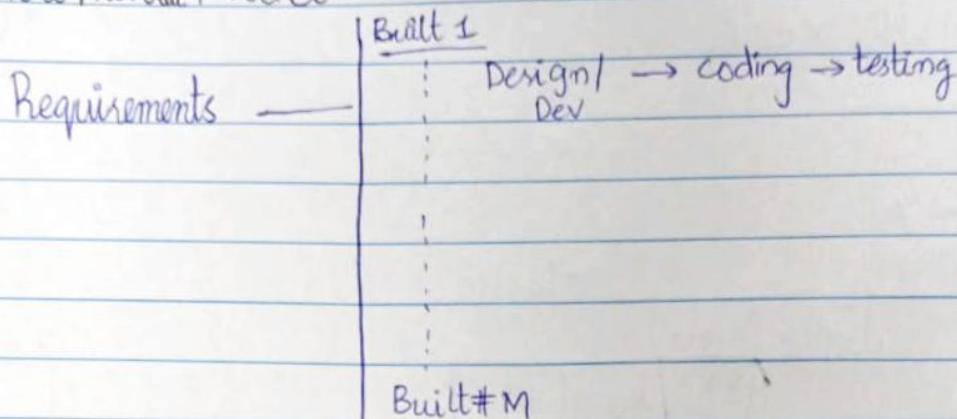 Built 1
Requirements — Design/ → coding → testing
Dev
Built # M